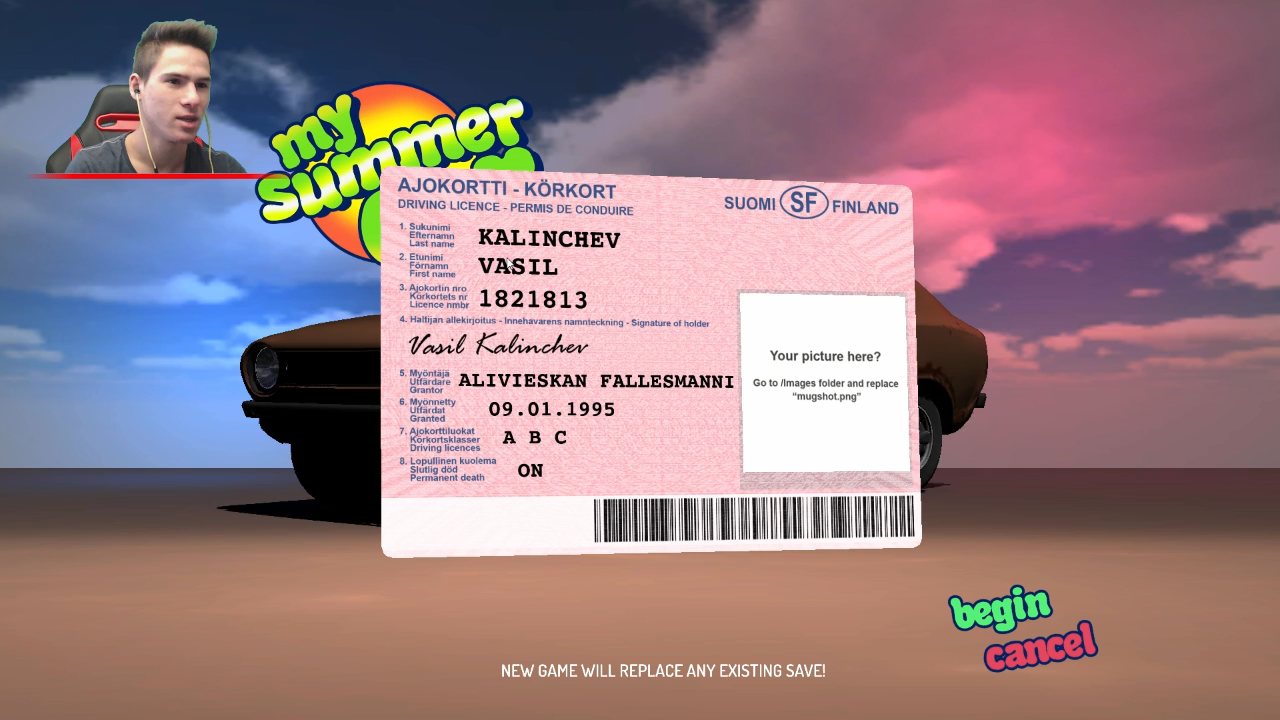 my
summer
AJOKORTTI - KÖRKORT
DRIVING LICENCE - PERMIS DE CONDUIRE
SUOMI SF FINLAND
1. Sukunimi
Efternamn
Last name
KALINCHEV
2. Etunimi
Förnamn
First name
VASIL
3. Ajokortin nro
Körkortets nr
Licence nmbr
1821813
4. Haltijan allekirjoitus - Innehavarens namnteckning - Signature of holder
Vasil Kalinchev
5. Myöntäjä
Utfärdare
Grantor
ALIVIESKAN FALLESMANNI
6. Myönnetty
Utfärdat
Granted
09.01.1995
7. Ajokorttiluokat
Körkortsklasser
Driving licences
A B C
8. Lopullinen kuolema
Slutlig död
Permanent death
ON
Your picture here?
Go to /Images folder and replace
"mugshot.png"
begin
cancel
NEW GAME WILL REPLACE ANY EXISTING SAVE!